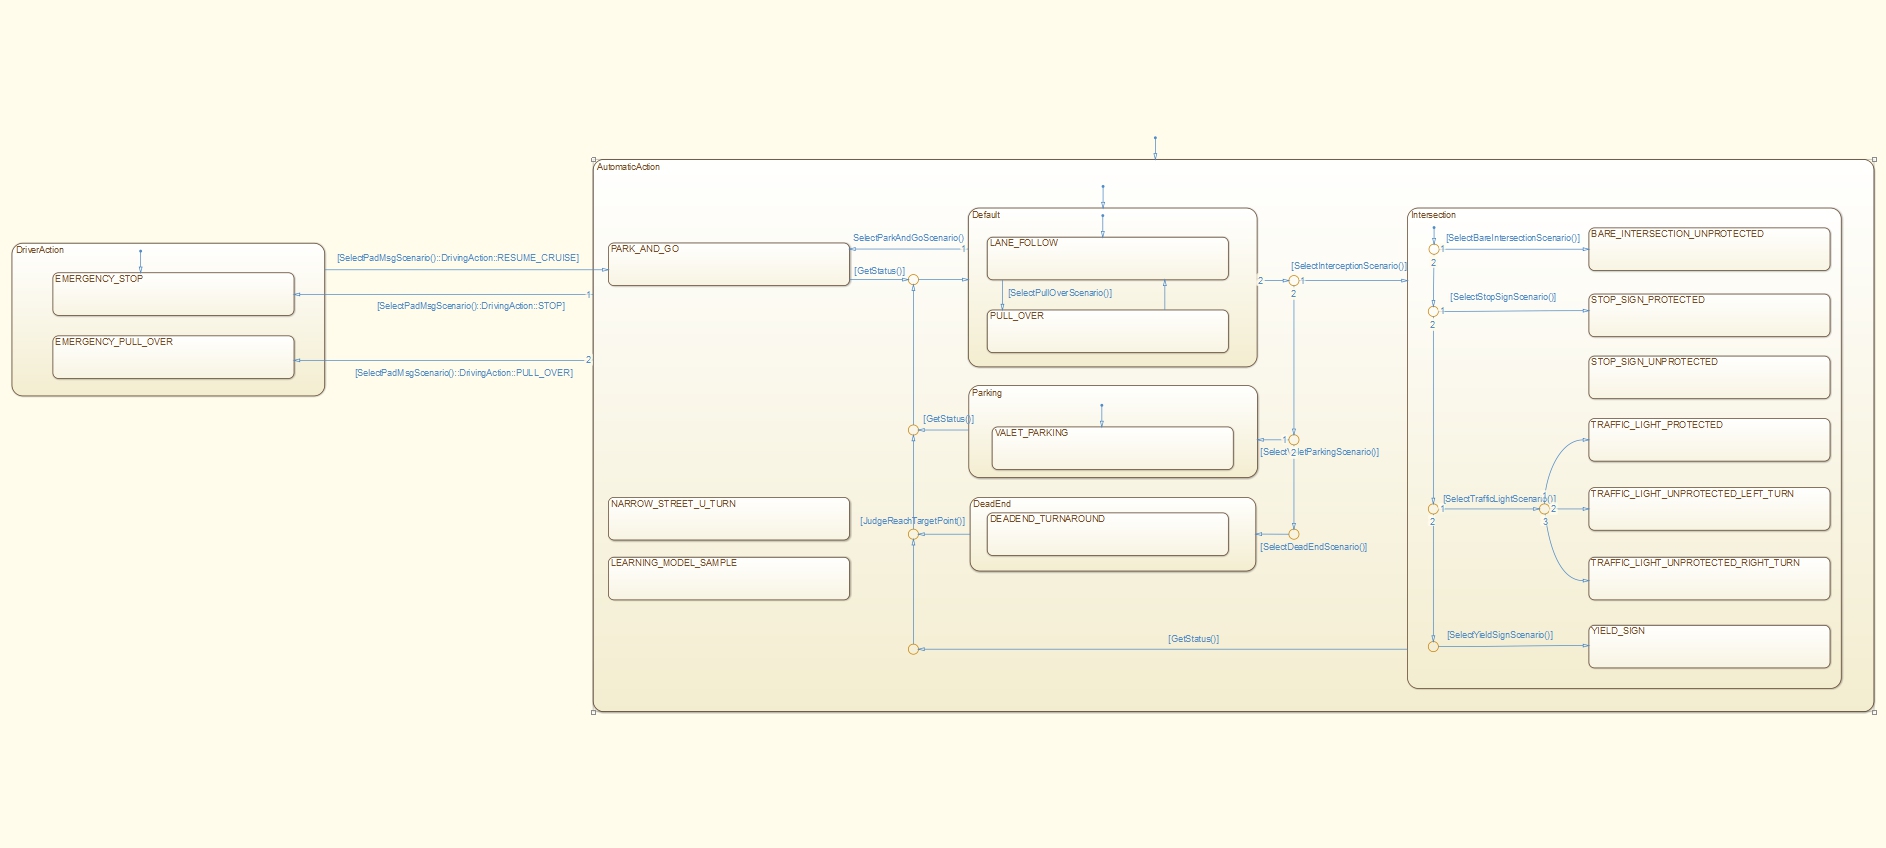 AutomaticAction
DriverAction
EMERGENCY_STOP
EMERGENCY_PULL_OVER
[SelectPadMsgScenario()::DrivingAction::RESUME_CRUISE]
1
[SelectPadMsgScenario()::DrivingAction::STOP]
2
[SelectPadMsgScenario()::DrivingAction::PULL_OVER]
PARK_AND_GO
SelectParkAndGoScenario()
1
[GetStatus()]
Default
LANE_FOLLOW
[SelectPullOverScenario()]
PULL_OVER
2
1
[SelectInterceptionScenario()]
2
Parking
VALET_PARKING
[GetStatus()]
1
2
NARROW_STREET_U_TURN
LEARNING_MODEL_SAMPLE
[JudgeReachTargetPoint()]
DeadEnd
DEADEND_TURNAROUND
[SelectDeadEndScenario()]
[GetStatus()]
Intersection
1
[SelectBareIntersectionScenario()]
BARE_INTERSECTION_UNPROTECTED
2
1
[SelectStopSignScenario()]
STOP_SIGN_PROTECTED
2
STOP_SIGN_UNPROTECTED
TRAFFIC_LIGHT_PROTECTED
[SelectTrafficLightScenario()]
1
1
2
TRAFFIC_LIGHT_UNPROTECTED_LEFT_TURN
2
3
TRAFFIC_LIGHT_UNPROTECTED_RIGHT_TURN
[SelectYieldSignScenario()]
YIELD_SIGN